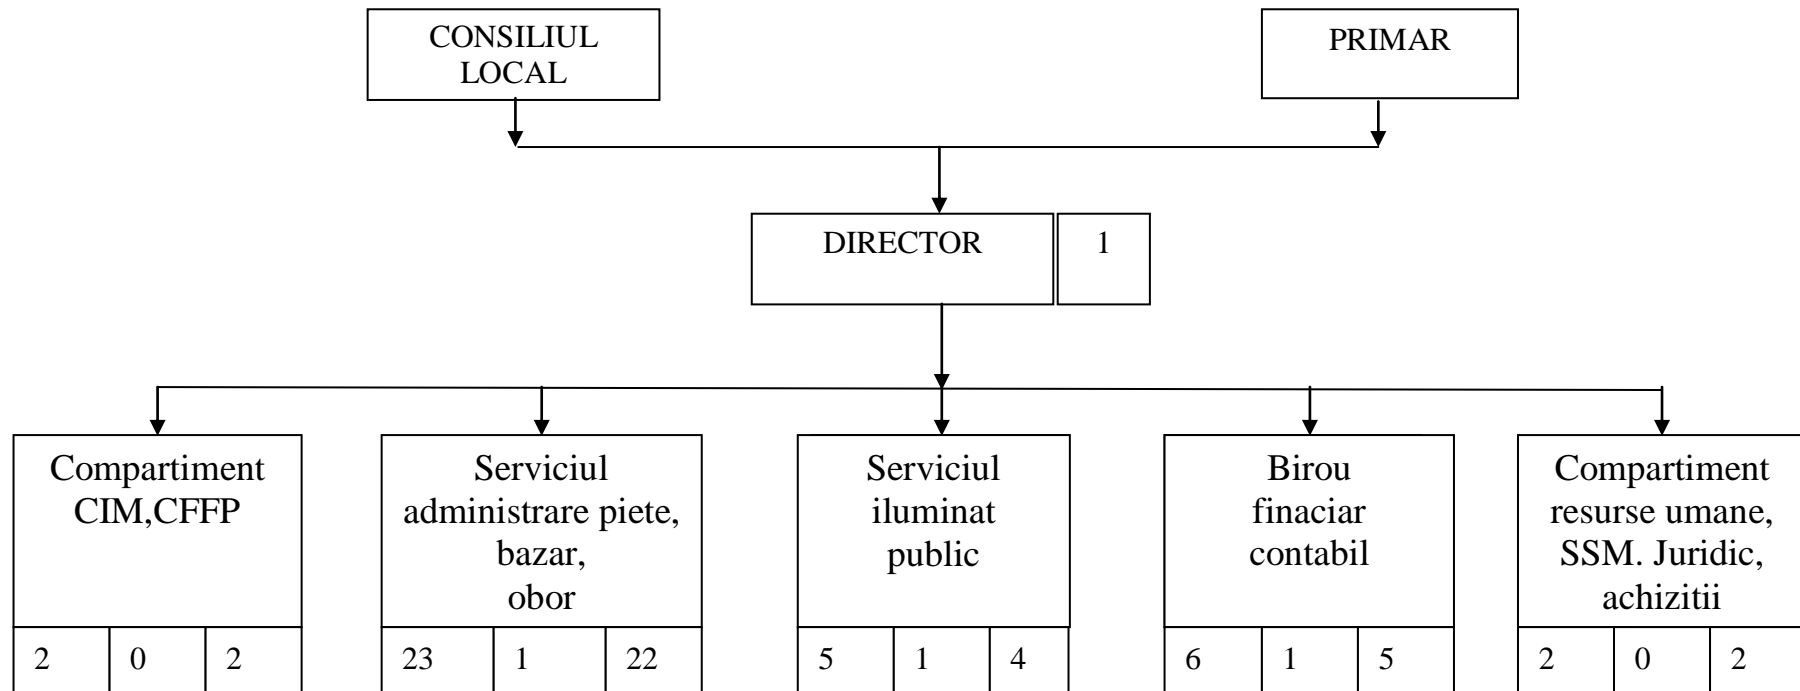 CONSILIUL
LOCAL
PRIMAR
DIRECTOR
1
Compartiment
CIM,CFFP
2 0 2
Serviciul
administrare piete,
bazar,
obor
23 1 22
Serviciul
iluminat
public
5 1 4
Birou
finaciar
contabil
6 1 5
Compartiment
resurse umane,
SSM. Juridic,
achizitii
2 0 2